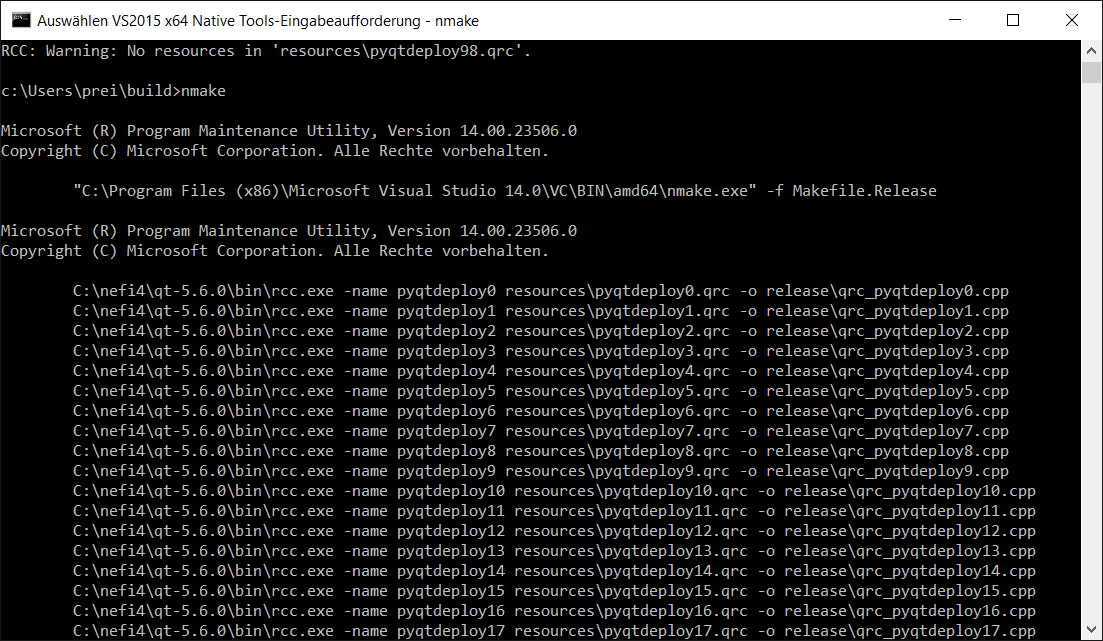 Auswählen VS2015 x64 Native Tools-Eingabeaufforderung - nmake
RCC: Warning: No resources in 'resources\pyqtdeploy98.qrc'.
c:\Users\prei\build>nmake
Microsoft (R) Program Maintenance Utility, Version 14.00.23506.0
Copyright (C) Microsoft Corporation. Alle Rechte vorbehalten.
"C:\Program Files (x86)\Microsoft Visual Studio 14.0\VC\BIN\amd64\nmake.exe" -f Makefile.Release
Microsoft (R) Program Maintenance Utility, Version 14.00.23506.0
Copyright (C) Microsoft Corporation. Alle Rechte vorbehalten.
C:\nefi4\qt-5.6.0\bin\rcc.exe -name pyqtdeploy0 resources\pyqtdeploy0.qrc -o release\qrc_pyqtdeploy0.cpp
C:\nefi4\qt-5.6.0\bin\rcc.exe -name pyqtdeploy1 resources\pyqtdeploy1.qrc -o release\qrc_pyqtdeploy1.cpp
C:\nefi4\qt-5.6.0\bin\rcc.exe -name pyqtdeploy2 resources\pyqtdeploy2.qrc -o release\qrc_pyqtdeploy2.cpp
C:\nefi4\qt-5.6.0\bin\rcc.exe -name pyqtdeploy3 resources\pyqtdeploy3.qrc -o release\qrc_pyqtdeploy3.cpp
C:\nefi4\qt-5.6.0\bin\rcc.exe -name pyqtdeploy4 resources\pyqtdeploy4.qrc -o release\qrc_pyqtdeploy4.cpp
C:\nefi4\qt-5.6.0\bin\rcc.exe -name pyqtdeploy5 resources\pyqtdeploy5.qrc -o release\qrc_pyqtdeploy5.cpp
C:\nefi4\qt-5.6.0\bin\rcc.exe -name pyqtdeploy6 resources\pyqtdeploy6.qrc -o release\qrc_pyqtdeploy6.cpp
C:\nefi4\qt-5.6.0\bin\rcc.exe -name pyqtdeploy7 resources\pyqtdeploy7.qrc -o release\qrc_pyqtdeploy7.cpp
C:\nefi4\qt-5.6.0\bin\rcc.exe -name pyqtdeploy8 resources\pyqtdeploy8.qrc -o release\qrc_pyqtdeploy8.cpp
C:\nefi4\qt-5.6.0\bin\rcc.exe -name pyqtdeploy9 resources\pyqtdeploy9.qrc -o release\qrc_pyqtdeploy9.cpp
C:\nefi4\qt-5.6.0\bin\rcc.exe -name pyqtdeploy10 resources\pyqtdeploy10.qrc -o release\qrc_pyqtdeploy10.cpp
C:\nefi4\qt-5.6.0\bin\rcc.exe -name pyqtdeploy11 resources\pyqtdeploy11.qrc -o release\qrc_pyqtdeploy11.cpp
C:\nefi4\qt-5.6.0\bin\rcc.exe -name pyqtdeploy12 resources\pyqtdeploy12.qrc -o release\qrc_pyqtdeploy12.cpp
C:\nefi4\qt-5.6.0\bin\rcc.exe -name pyqtdeploy13 resources\pyqtdeploy13.qrc -o release\qrc_pyqtdeploy13.cpp
C:\nefi4\qt-5.6.0\bin\rcc.exe -name pyqtdeploy14 resources\pyqtdeploy14.qrc -o release\qrc_pyqtdeploy14.cpp
C:\nefi4\qt-5.6.0\bin\rcc.exe -name pyqtdeploy15 resources\pyqtdeploy15.qrc -o release\qrc_pyqtdeploy15.cpp
C:\nefi4\qt-5.6.0\bin\rcc.exe -name pyqtdeploy16 resources\pyqtdeploy16.qrc -o release\qrc_pyqtdeploy16.cpp
C:\nefi4\qt-5.6.0\bin\rcc.exe -name pyqtdeploy17 resources\pyqtdeploy17.qrc -o release\qrc_pyqtdeploy17.cpp